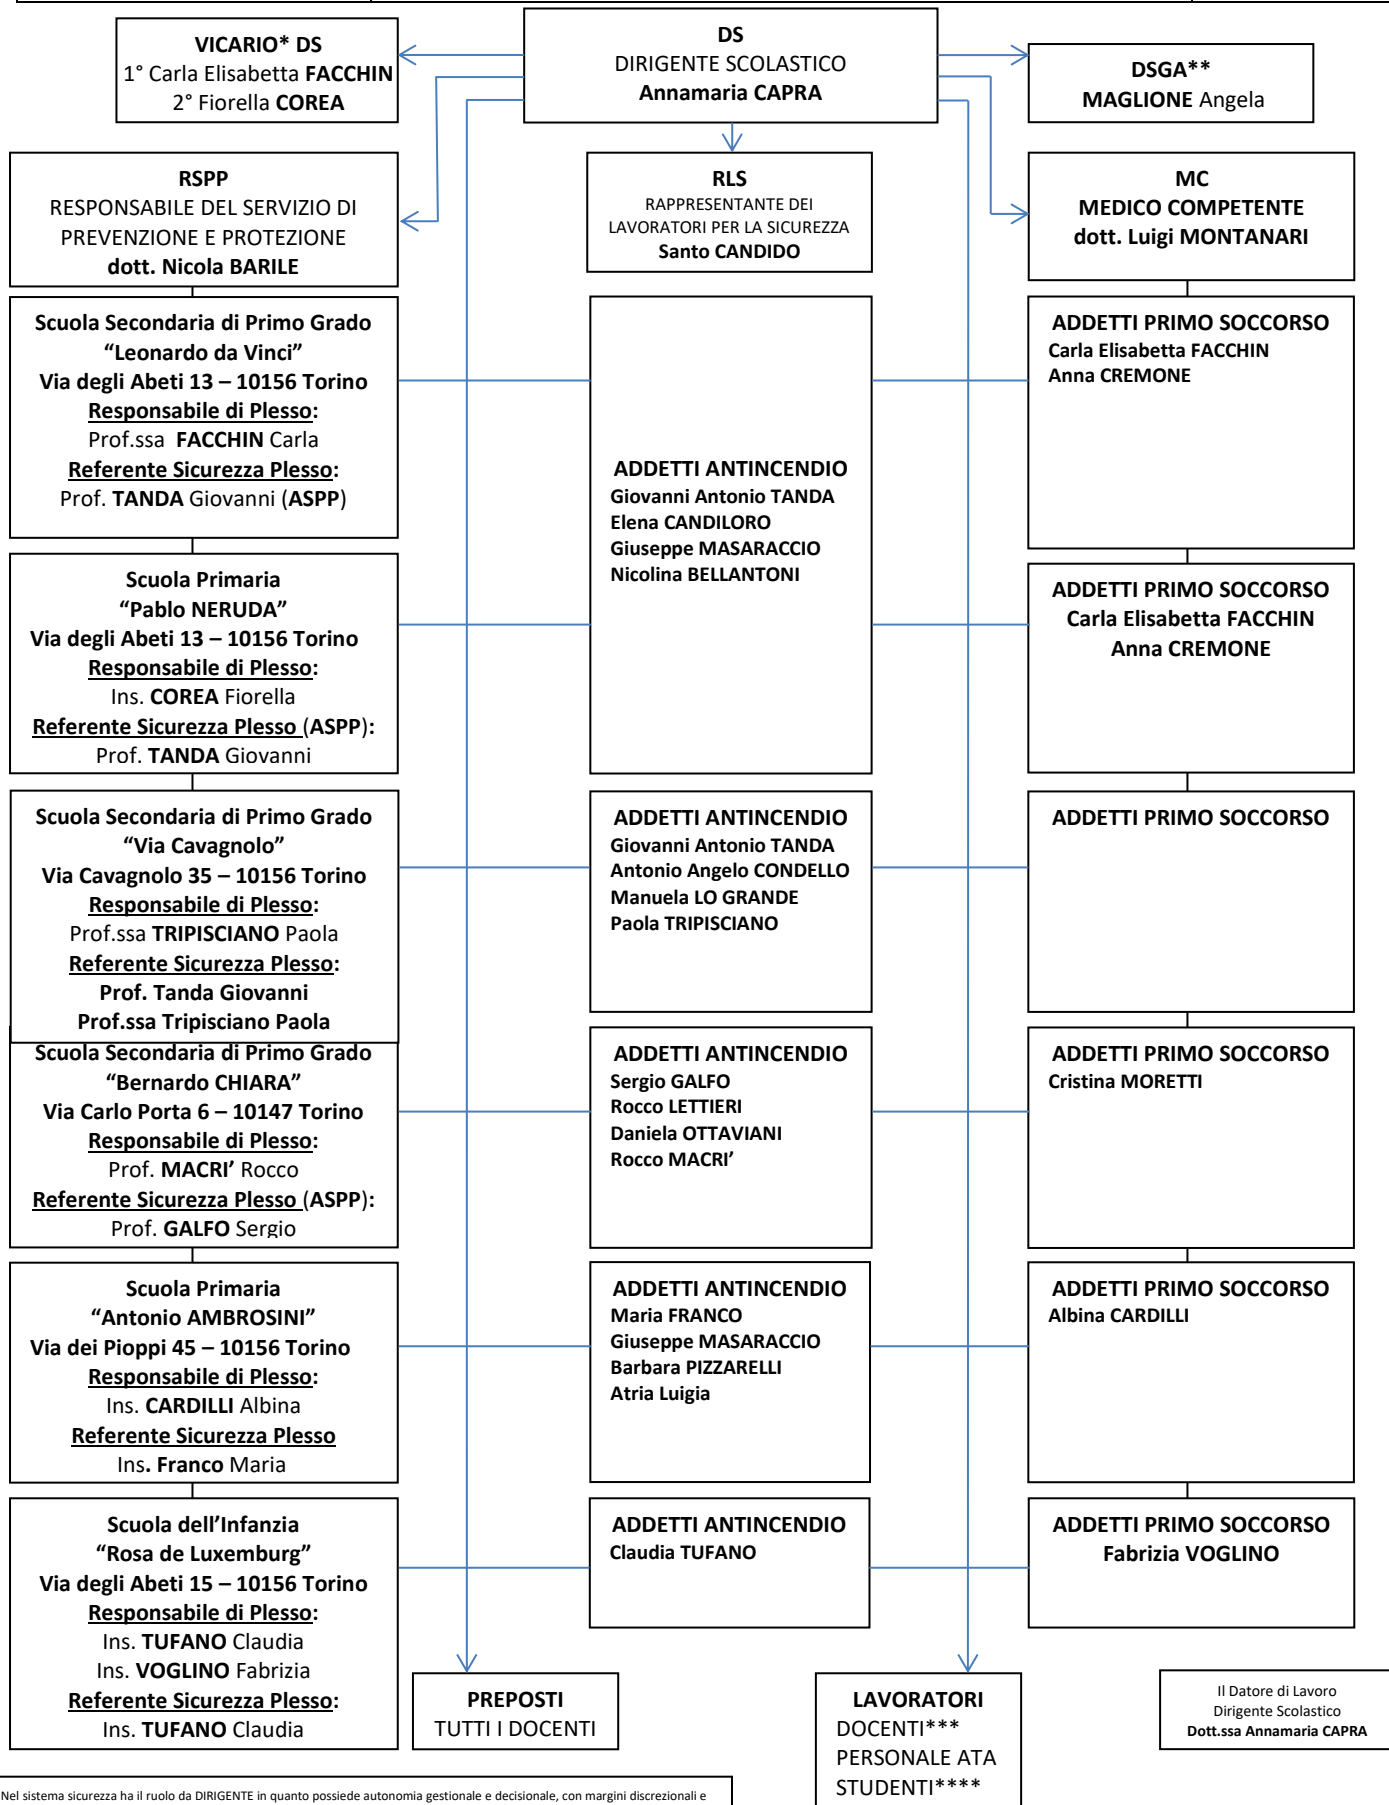 VICARIO* DS
1° Carla Elisabetta FACCHIN
2° Fiorella COREA
DS
DIRIGENTE SCOLASTICO
Annamaria CAPRA
DSGA**
MAGLIONE Angela
RSPP
RESPONSABILE DEL SERVIZIO DI
PREVENZIONE E PROTEZIONE
dott. Nicola BARILE
RLS
RAPPRESENTANTE DEI
LAVORATORI PER LA SICUREZZA
Santo CANDIDO
MC
MEDICO COMPETENTE
dott. Luigi MONTANARI
Scuola Secondaria di Primo Grado
“Leonardo da Vinci”
Via degli Abeti 13 – 10156 Torino
Responsabile di Plesso:
Prof.ssa FACCHIN Carla
Referente Sicurezza Plesso:
Prof. TANDA Giovanni (ASPP)
ADDETTI ANTINCENDIO
Giovanni Antonio TANDA
Elena CANDILORO
Giuseppe MASARACCIO
Nicolina BELLANTONI
ADDETTI PRIMO SOCCORSO
Carla Elisabetta FACCHIN
Anna CREMONE
Scuola Primaria
“Pablo NERUDA”
Via degli Abeti 13 – 10156 Torino
Responsabile di Plesso:
Ins. COREA Fiorella
Referente Sicurezza Plesso (ASPP):
Prof. TANDA Giovanni
ADDETTI PRIMO SOCCORSO
Carla Elisabetta FACCHIN
Anna CREMONE
Scuola Secondaria di Primo Grado
“Via Cavagnolo”
Via Cavagnolo 35 – 10156 Torino
Responsabile di Plesso:
Prof.ssa TRIPISCIANO Paola
Referente Sicurezza Plesso:
Prof. Tanda Giovanni
Prof.ssa Tripisciano Paola
ADDETTI ANTINCENDIO
Giovanni Antonio TANDA
Antonio Angelo CONDELLO
Manuela LO GRANDE
Paola TRIPISCIANO
ADDETTI PRIMO SOCCORSO
Scuola Secondaria di Primo Grado
“Bernardo CHIARA”
Via Carlo Porta 6 – 10147 Torino
Responsabile di Plesso:
Prof. MACRI’ Rocco
Referente Sicurezza Plesso (ASPP):
Prof. GALFO Sergio
ADDETTI ANTINCENDIO
Sergio GALFO
Rocco LETTIERI
Daniela OTTAVIANI
Rocco MACRI’
ADDETTI PRIMO SOCCORSO
Cristina MORETTI
Scuola Primaria
“Antonio AMBROSINI”
Via dei Pioppi 45 – 10156 Torino
Responsabile di Plesso:
Ins. CARDILLI Albina
Referente Sicurezza Plesso
Ins. Franco Maria
ADDETTI ANTINCENDIO
Maria FRANCO
Giuseppe MASARACCIO
Barbara PIZZARELLI
Atria Luigia
ADDETTI PRIMO SOCCORSO
Albina CARDILLI
Scuola dell’Infanzia
“Rosa de Luxemburg”
Via degli Abeti 15 – 10156 Torino
Responsabile di Plesso:
Ins. TUFANO Claudia
Ins. VOGLINO Fabrizia
Referente Sicurezza Plesso:
Ins. TUFANO Claudia
ADDETTI ANTINCENDIO
Claudia TUFANO
ADDETTI PRIMO SOCCORSO
Fabrizia VOGLINO
PREPOSTI
TUTTI I DOCENTI
LAVORATORI
DOCENTI***
PERSONALE ATA
STUDENTI****
Il Datore di Lavoro
Dirigente Scolastico
Dott.ssa Annamaria CAPRA
Nel sistema sicurezza ha il ruolo da DIRIGENTE in quanto possiede autonomia gestionale e decisionale, con margini discrezionali e